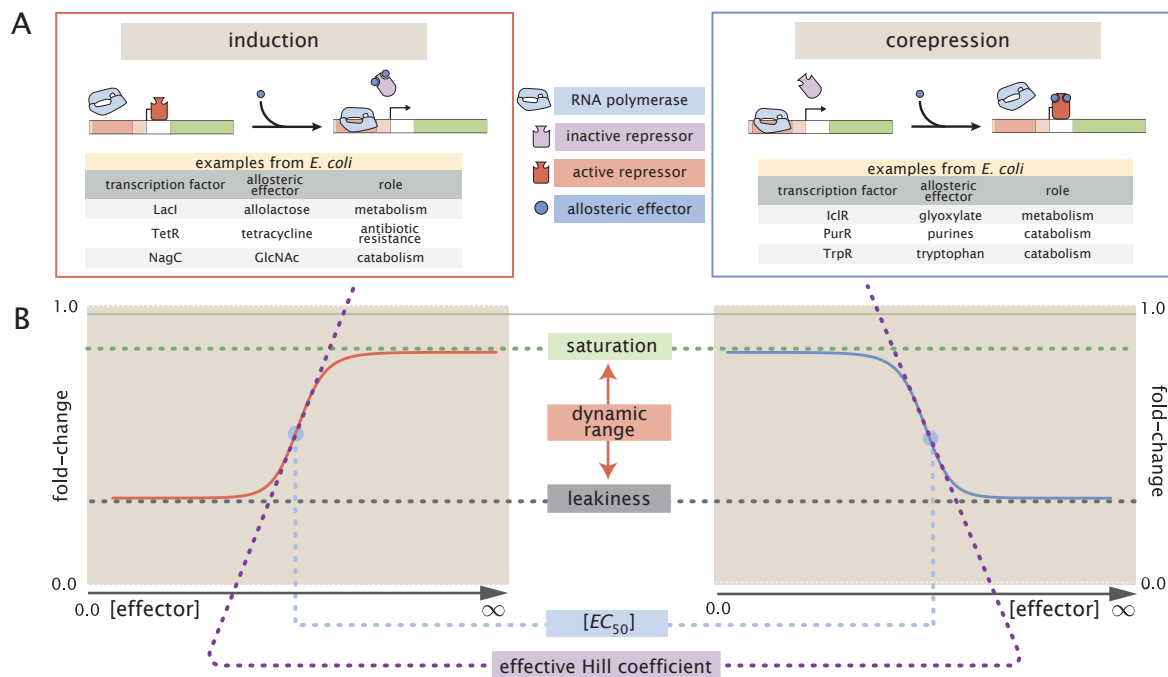 A
induction
examples from E. coli
transcription factor allosteric effector role
LacI allolactose metabolism
TetR tetracycline antibiotic resistance
NagC GlcNAc catabolism
RNA polymerase
inactive repressor
active repressor
allosteric effector
corepression
examples from E. coli
transcription factor allosteric effector role
IclR glyoxylate metabolism
PurR purines catabolism
TrpR tryptophan catabolism
B
1.0
fold-change
0.0
0.0 [effector] ∞
saturation
dynamic
range
leakiness
[EC50]
effective Hill coefficient
1.0
fold-change
0.0
0.0 [effector] ∞